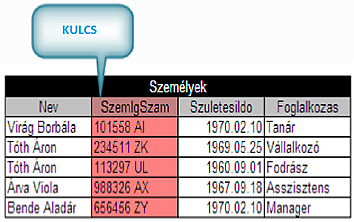 KULCS
Személyek
Nev SzemIgSzam SzuletesiIdo Foglalkozas
Virág Borbála 101558 AI 1970.02.10 Tanár
Tóth Áron 234511 ZK 1969.05.25 Vállalkozó
Tóth Áron 113297 UL 1960.09.01 Fodrász
Árva Viola 988326 AX 1967.09.18 Asszisztens
Bende Aladár 656456 ZY 1970.02.10 Manager